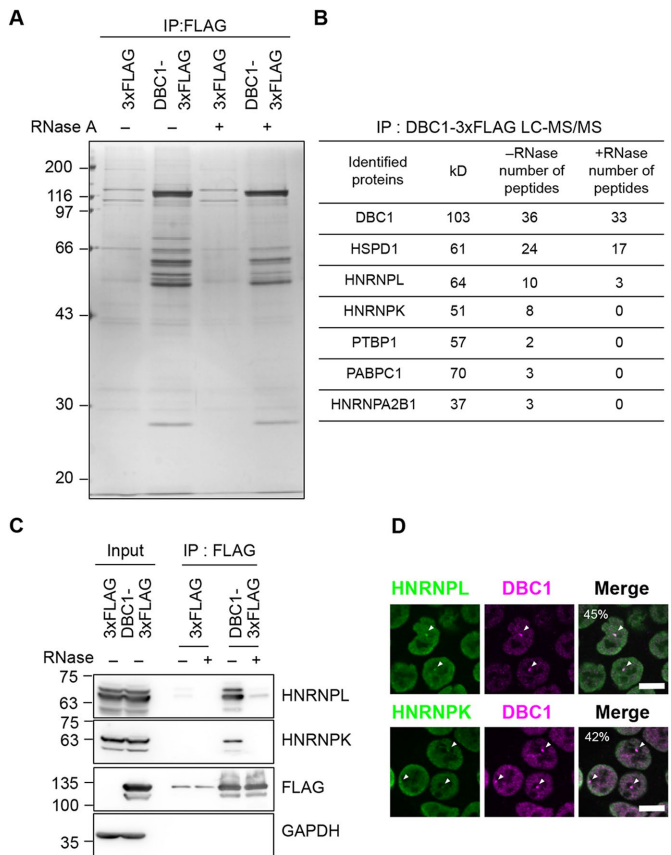 A
IP:FLAG
3xFLAG
DBC1-
3xFLAG
3xFLAG
DBC1-
3xFLAG
RNase A – – + +
200
116
97
66
43
30
20
B
IP : DBC1-3xFLAG LC-MS/MS
Identified proteins
kD
–RNase number of peptides
+RNase number of peptides
DBC1 103 36 33
HSPD1 61 24 17
HNRNPL 64 10 3
HNRNPK 51 8 0
PTBP1 57 2 0
PABPC1 70 3 0
HNRNPA2B1 37 3 0
C
Input IP : FLAG
3xFLAG
DBC1-
3xFLAG
3xFLAG
DBC1-
3xFLAG
RNase – – – + – +
75
63
HNRNPL
75
63
HNRNPK
135
100
FLAG
35
GAPDH
D
HNRNPL DBC1 Merge
45%
HNRNPK DBC1 Merge
42%